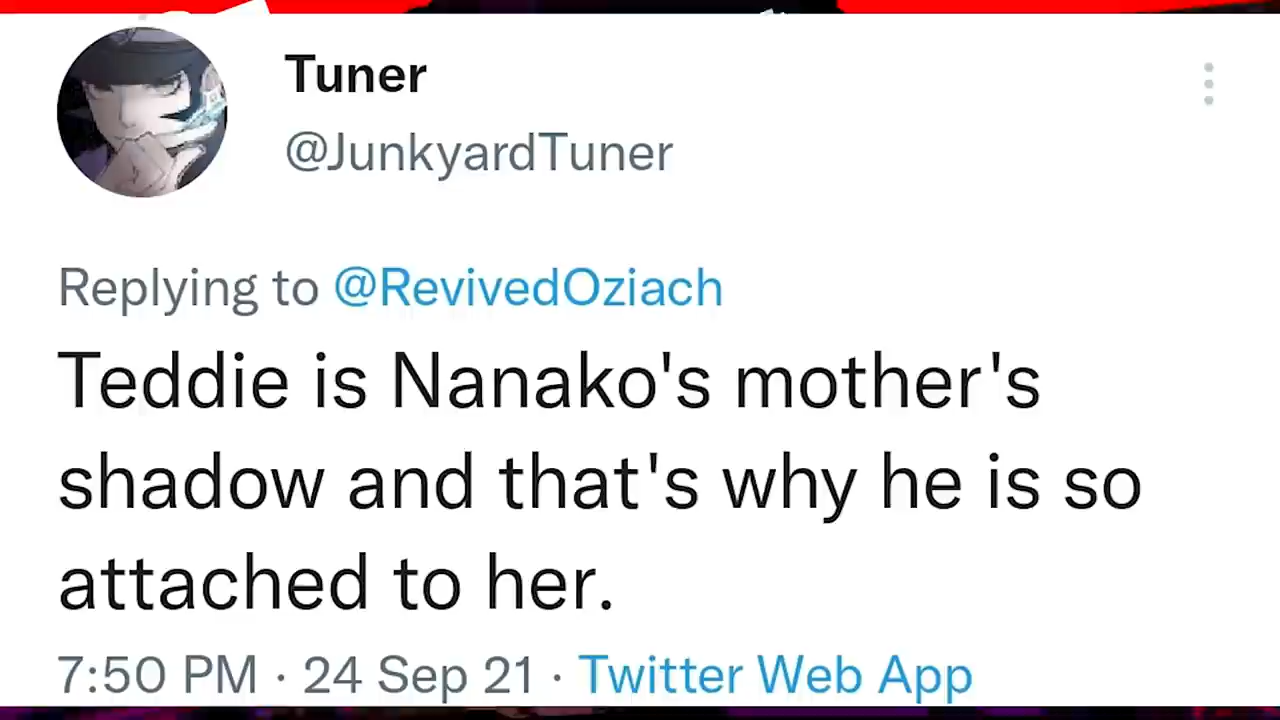 Tuner
@JunkyardTuner
Replying to @RevivedOziach
Teddie is Nanako's mother's
shadow and that's why he is so
attached to her.
7:50 PM · 24 Sep 21 · Twitter Web App